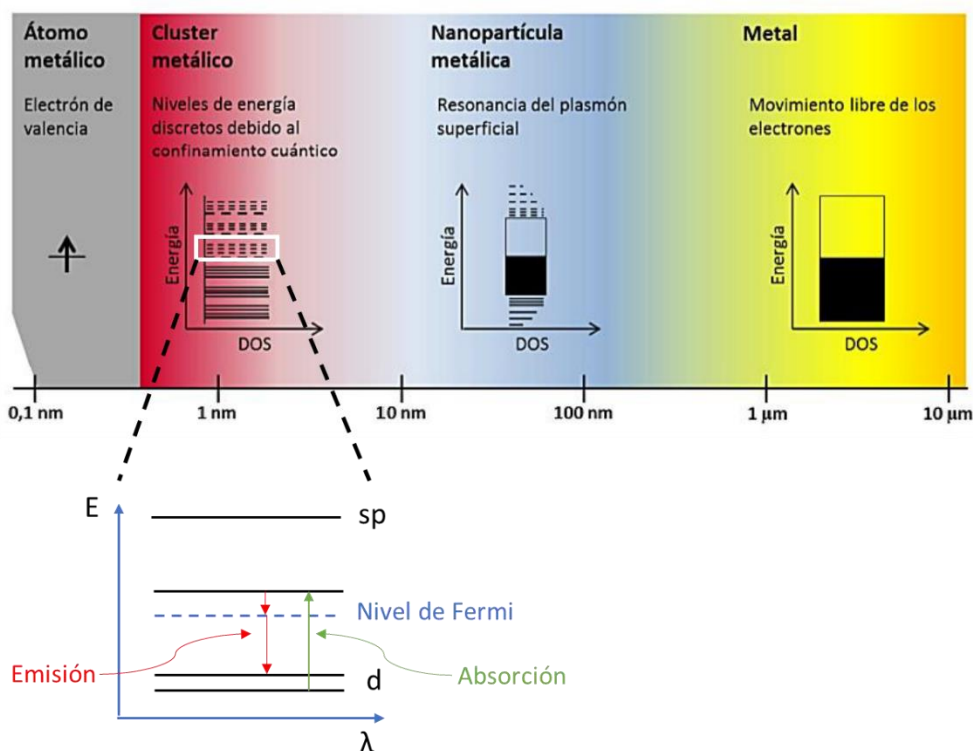 Átomo
metálico
Electrón de
valencia
Cluster
metálico
Niveles de energía
discretos debido al
confinamiento cuántico
Energía
DOS
Nanopartícula
metálica
Resonancia del plasmón
superficial
Energía
DOS
Metal
Movimiento libre de los
electrones
Energía
DOS
0,1 nm
1 nm
10 nm
100 nm
1 µm
10 µm
E
sp
Nivel de Fermi
Emisión
d
Absorción
λ